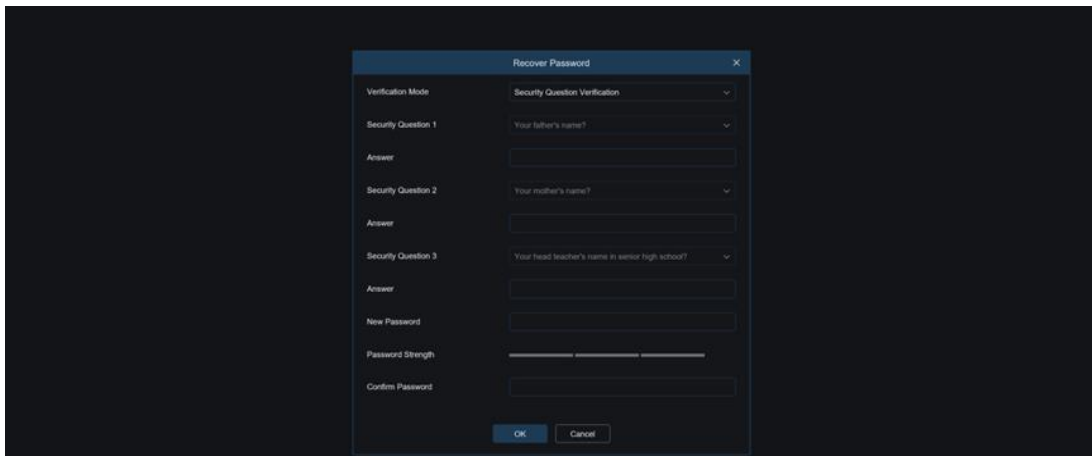 Recover Password
Verification Mode Security Question Verification
Security Question 1 Your father's name?
Answer
Security Question 2 Your mother's name?
Answer
Security Question 3 Your head teacher's name in senior high school?
Answer
New Password
Password Strength
Confirm Password
OK Cancel